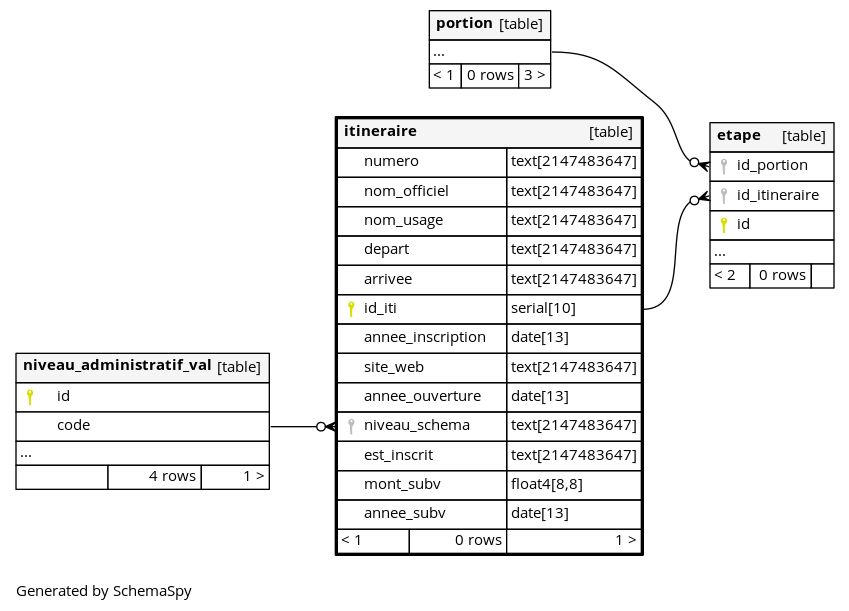 portion [table]
...
< 1 0 rows 3 >
itineraire [table]
numero text[2147483647]
nom_officiel text[2147483647]
nom_usage text[2147483647]
depart text[2147483647]
arrivee text[2147483647]
id_iti serial[10]
annee_inscription date[13]
site_web text[2147483647]
annee_ouverture date[13]
niveau_schema text[2147483647]
est_inscrit text[2147483647]
mont_subv float4[8,8]
annee_subv date[13]
< 1 0 rows 1 >
etape [table]
id_portion
id_itineraire
id
...
< 2 0 rows
niveau_administratif_val [table]
id
code
...
4 rows 1 >
Generated by SchemaSpy